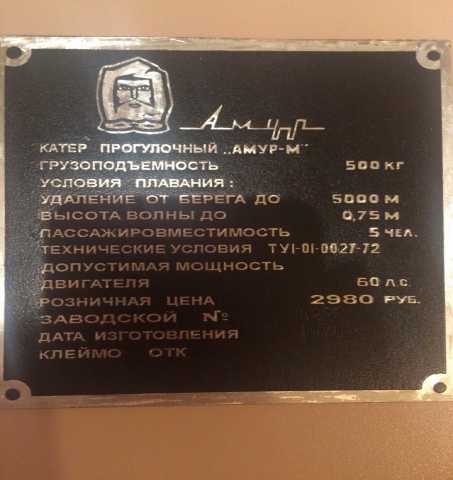 Амур
КАТЕР ПРОГУЛОЧНЫЙ „АМУР-М"
ГРУЗОПОДЪЕМНОСТЬ 500 КГ
УСЛОВИЯ ПЛАВАНИЯ:
УДАЛЕНИЕ ОТ БЕРЕГА ДО 5000 М
ВЫСОТА ВОЛНЫ ДО 0,75 М
ПАССАЖИРОВМЕСТИМОСТЬ 5 ЧЕЛ.
ТЕХНИЧЕСКИЕ УСЛОВИЯ ТУ1-01-0027-72
ДОПУСТИМАЯ МОЩНОСТЬ
ДВИГАТЕЛЯ 60 Л.С.
РОЗНИЧНАЯ ЦЕНА 2980 РУБ.
ЗАВОДСКОЙ №
ДАТА ИЗГОТОВЛЕНИЯ
КЛЕЙМО ОТК